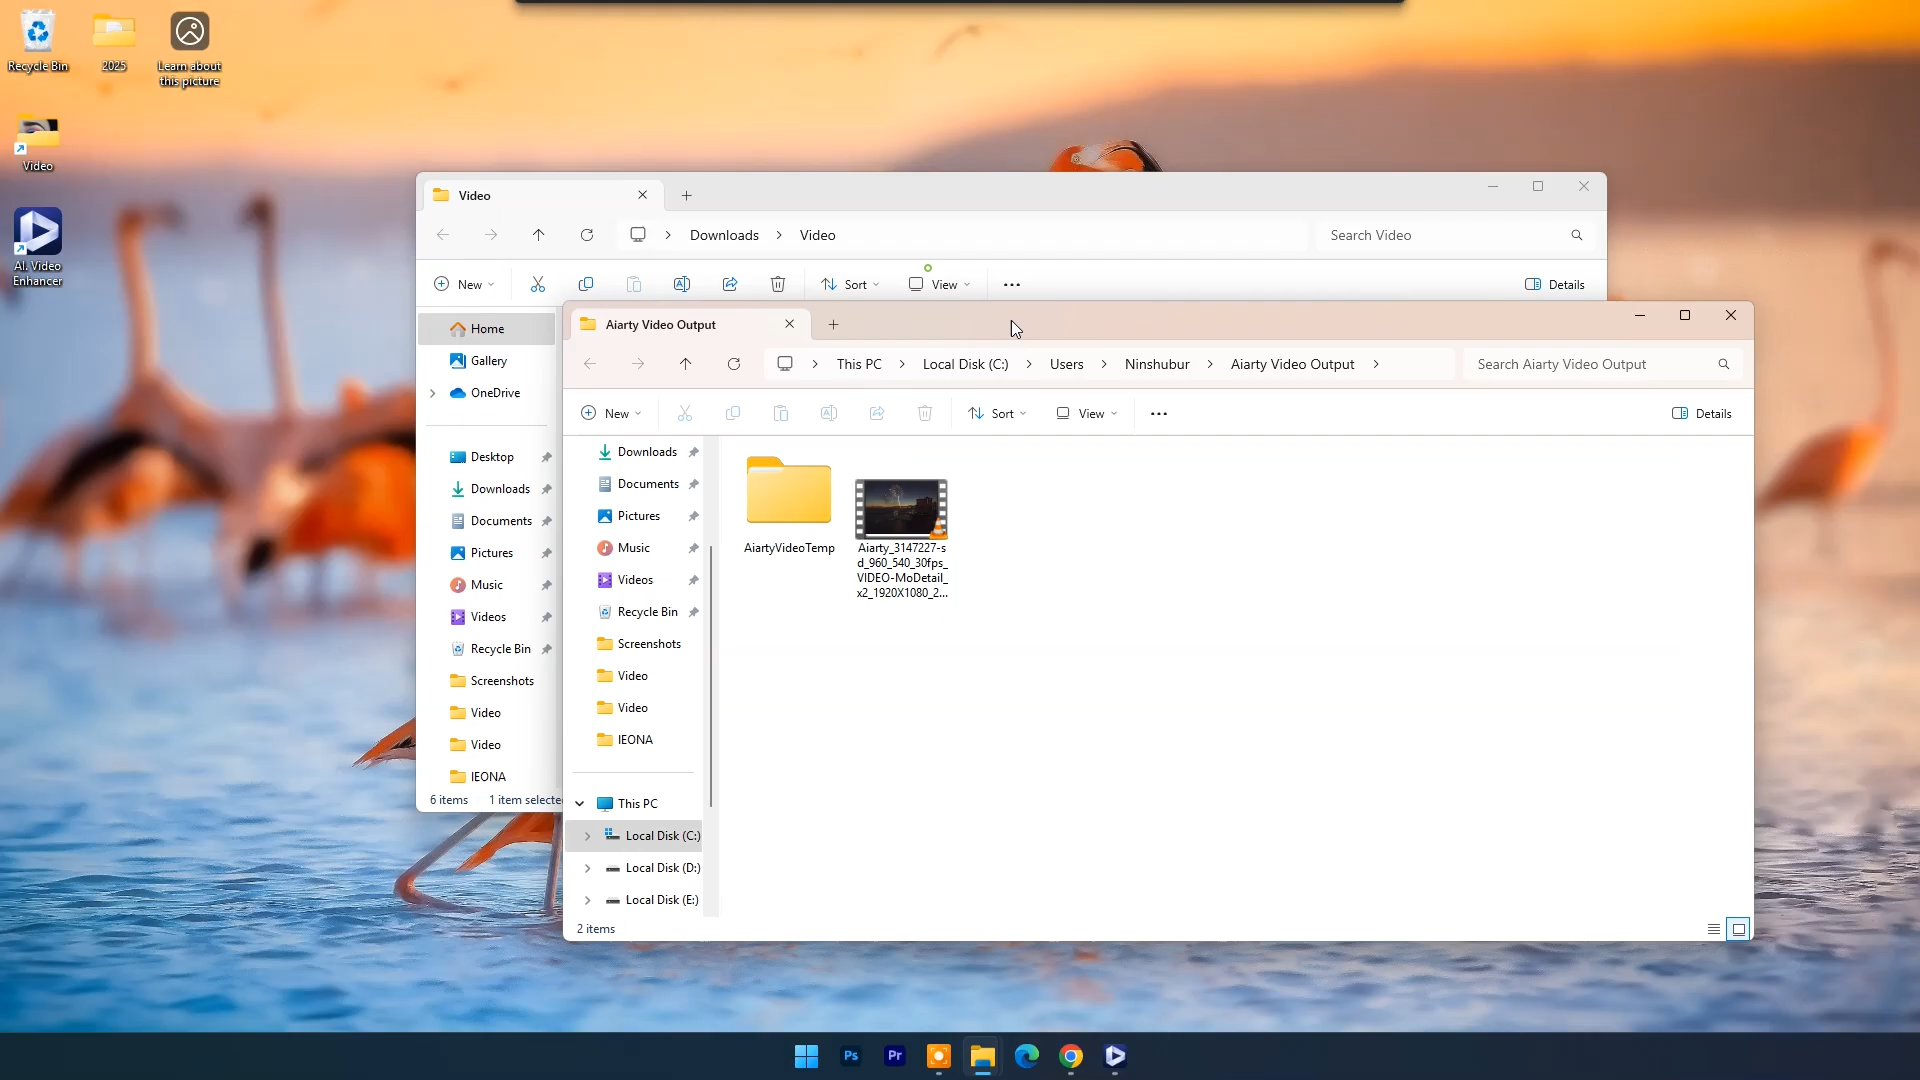 Recycle Bin
2025
Learn about
this picture
Video
AI. Video
Enhancer
Video
Downloads
Video
Search Video
New
Sort
View
Details
Home
Gallery
OneDrive
Desktop
Downloads
Documents
Pictures
Music
Videos
Recycle Bin
Screenshots
Video
Video
IEONA
6 items
1 item selected
Aiarty Video Output
This PC
Local Disk (C:)
Users
Ninshubur
Aiarty Video Output
Search Aiarty Video Output
New
Sort
View
Details
Downloads
Documents
Pictures
Music
Videos
Recycle Bin
Screenshots
Video
Video
IEONA
This PC
Local Disk (C:)
Local Disk (D:)
Local Disk (E:)
AiartyVideoTemp
Aiarty_3147227-s
d_960_540_30fps_
VIDEO-MoDetail_
x2_1920X1080_2...
2 items
Ps
Pr